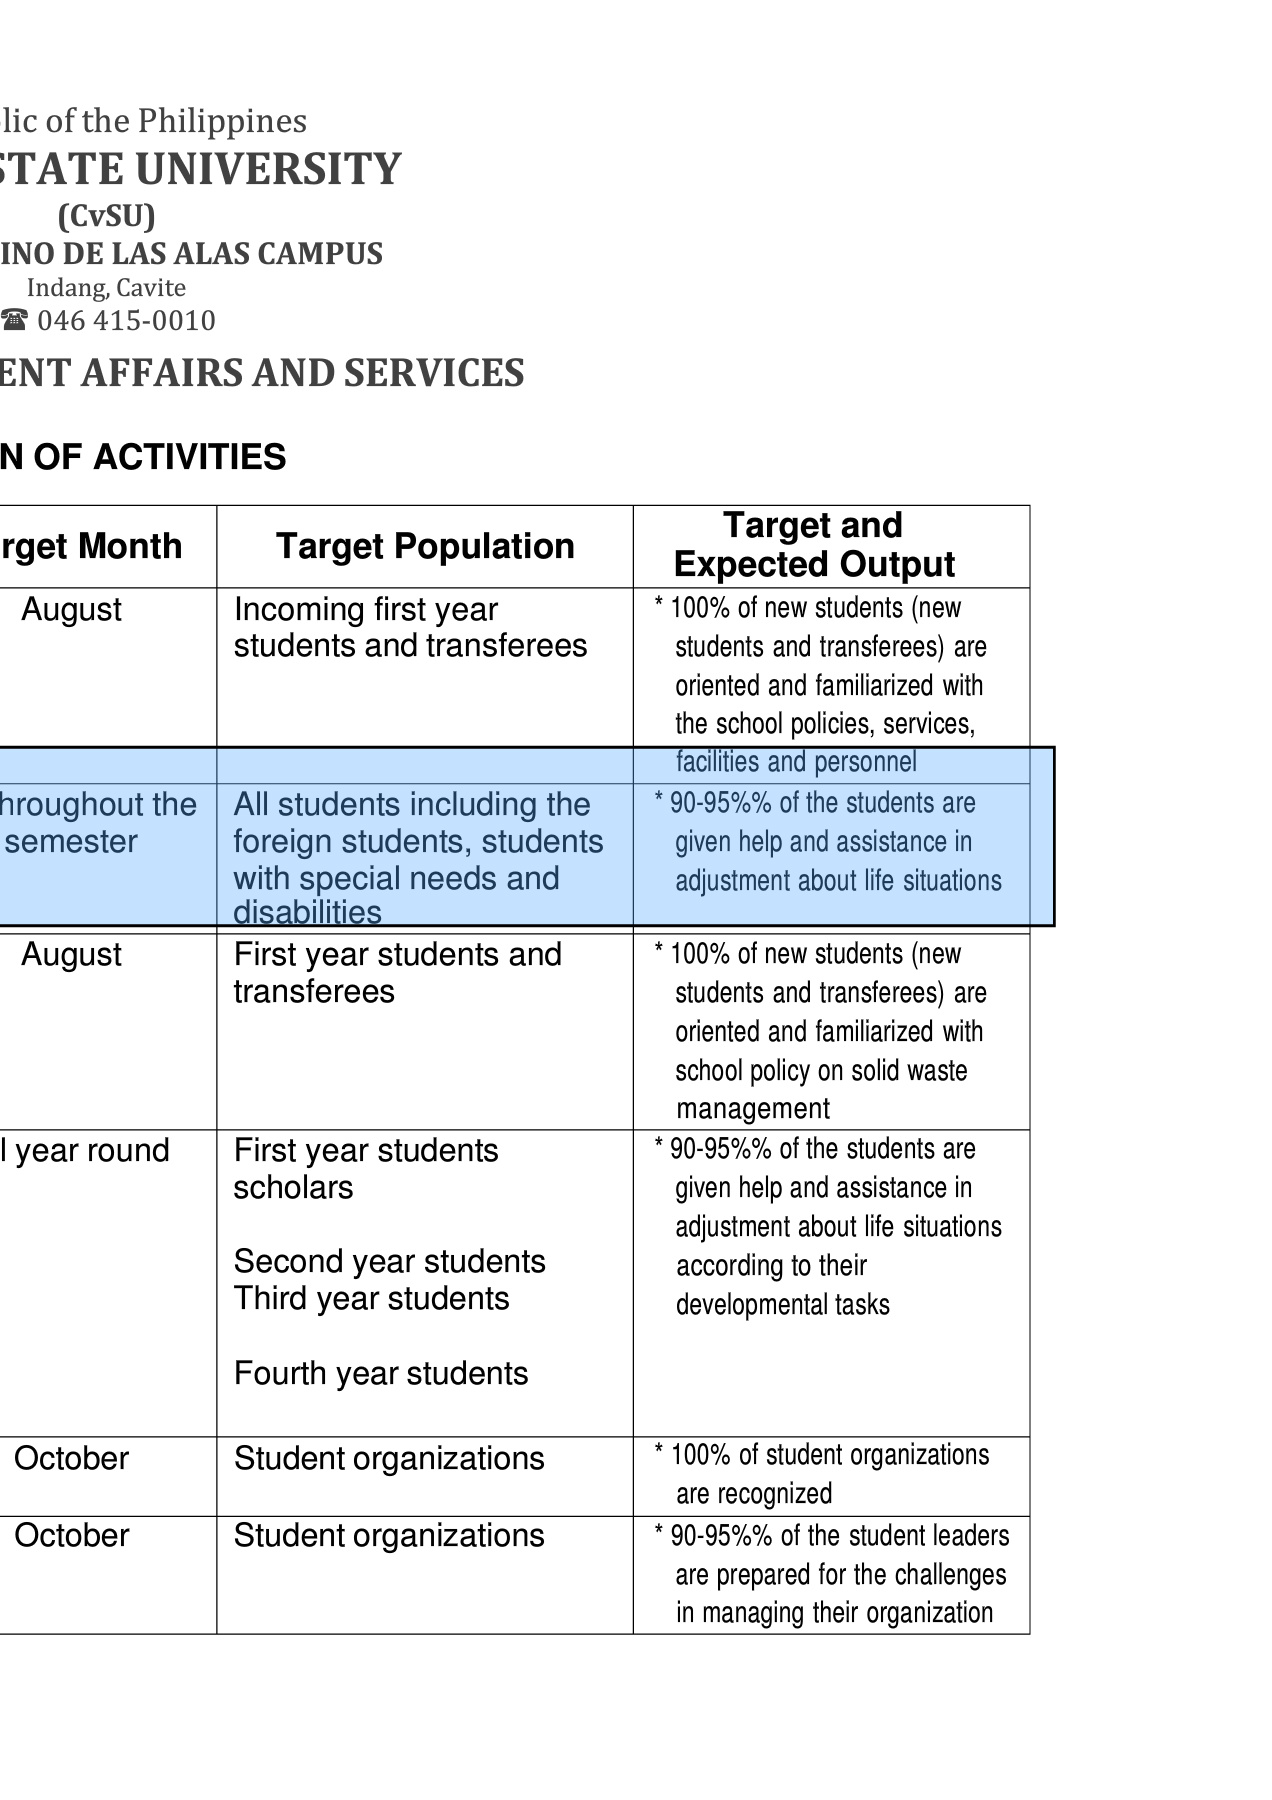 lic of the Philippines
STATE UNIVERSITY
(CvSU)
INO DE LAS ALAS CAMPUS
Indang, Cavite
☎ 046 415-0010
ENT AFFAIRS AND SERVICES
N OF ACTIVITIES
rget Month
Target Population
Target and
Expected Output
August
Incoming first year
students and transferees
* 100% of new students (new
students and transferees) are
oriented and familiarized with
the school policies, services,
facilities and personnel
hroughout the
semester
All students including the
foreign students, students
with special needs and
disabilities
* 90-95%% of the students are
given help and assistance in
adjustment about life situations
August
First year students and
transferees
* 100% of new students (new
students and transferees) are
oriented and familiarized with
school policy on solid waste
management
l year round
First year students
scholars
Second year students
Third year students
Fourth year students
* 90-95%% of the students are
given help and assistance in
adjustment about life situations
according to their
developmental tasks
October
Student organizations
* 100% of student organizations
are recognized
October
Student organizations
* 90-95%% of the student leaders
are prepared for the challenges
in managing their organization